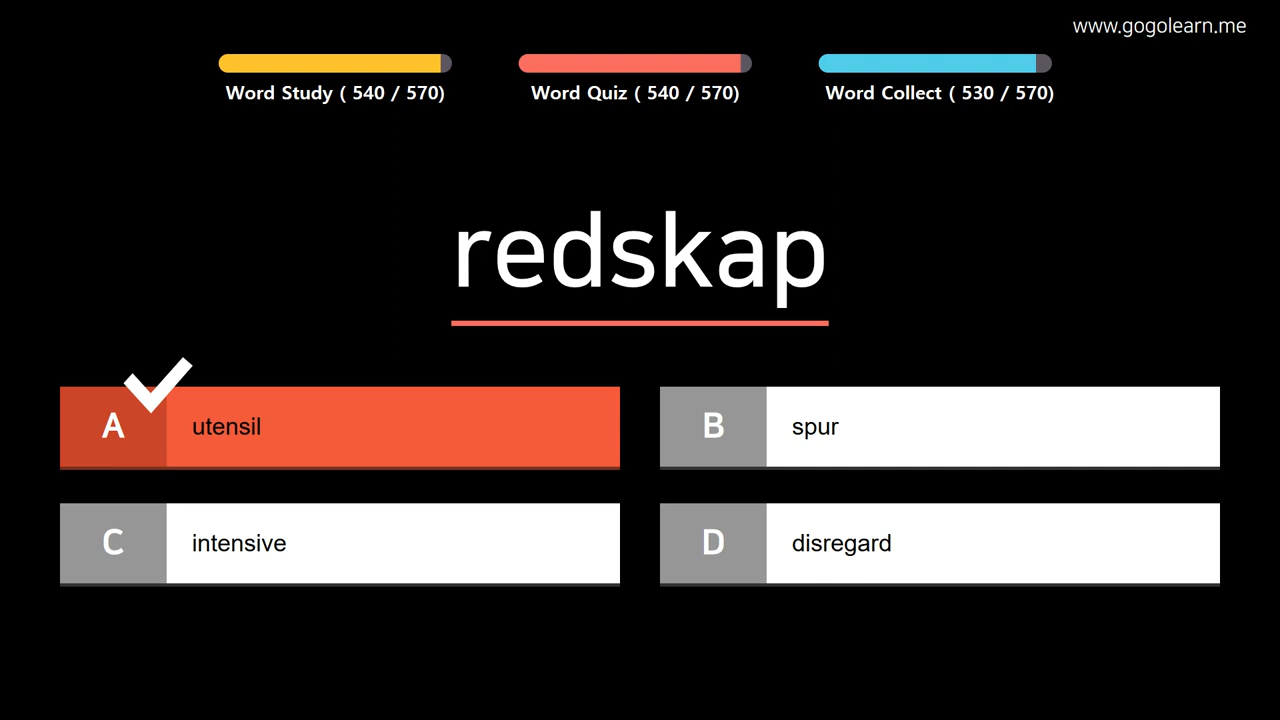 www.gogolearn.me
Word Study ( 540 / 570)
Word Quiz ( 540 / 570)
Word Collect ( 530 / 570)
redskap
A utensil
B spur
C intensive
D disregard